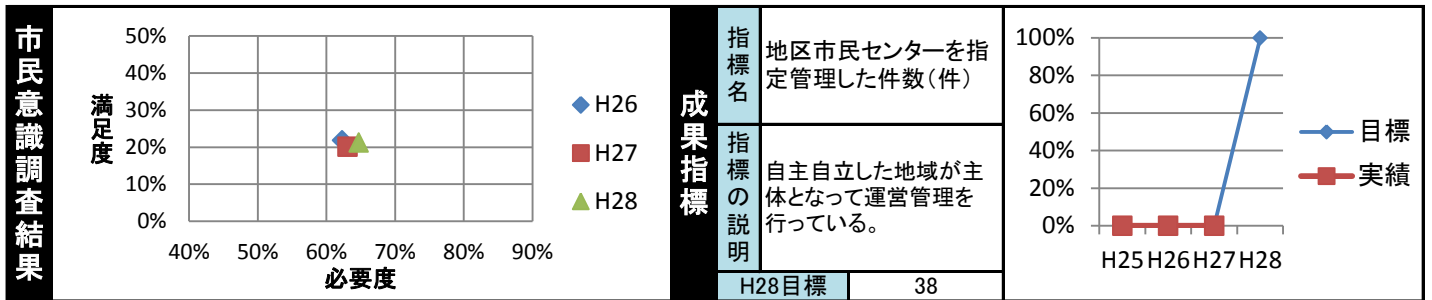 市民意識調査結果
50%
40%
30%
20%
10%
0%
満足度
40% 50% 60% 70% 80% 90%
必要度
H26
H27
H28
成果指標
指標名
地区市民センターを指
定管理した件数(件)
指標の説明
自主自立した地域が主
体となって運営管理を
行っている。
H28目標 38
100%
80%
60%
40%
20%
0%
H25 H26 H27 H28
目標
実績